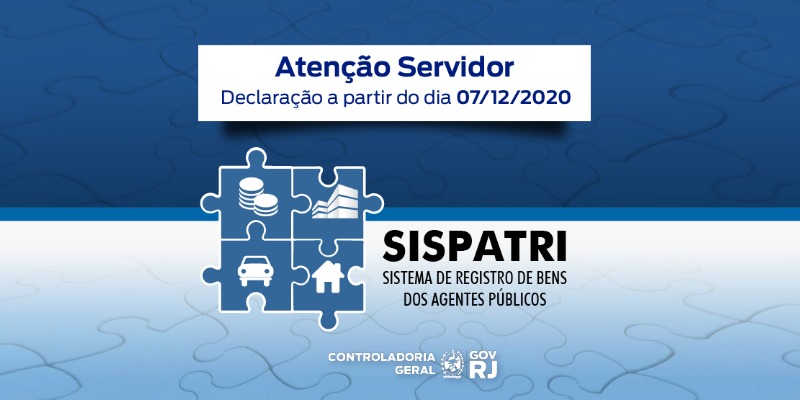 Atenção Servidor
Declaração a partir do dia 07/12/2020
SISPATRI
SISTEMA DE REGISTRO DE BENS
DOS AGENTES PÚBLICOS
CONTROLADORIA
GERAL
GOV
RJ